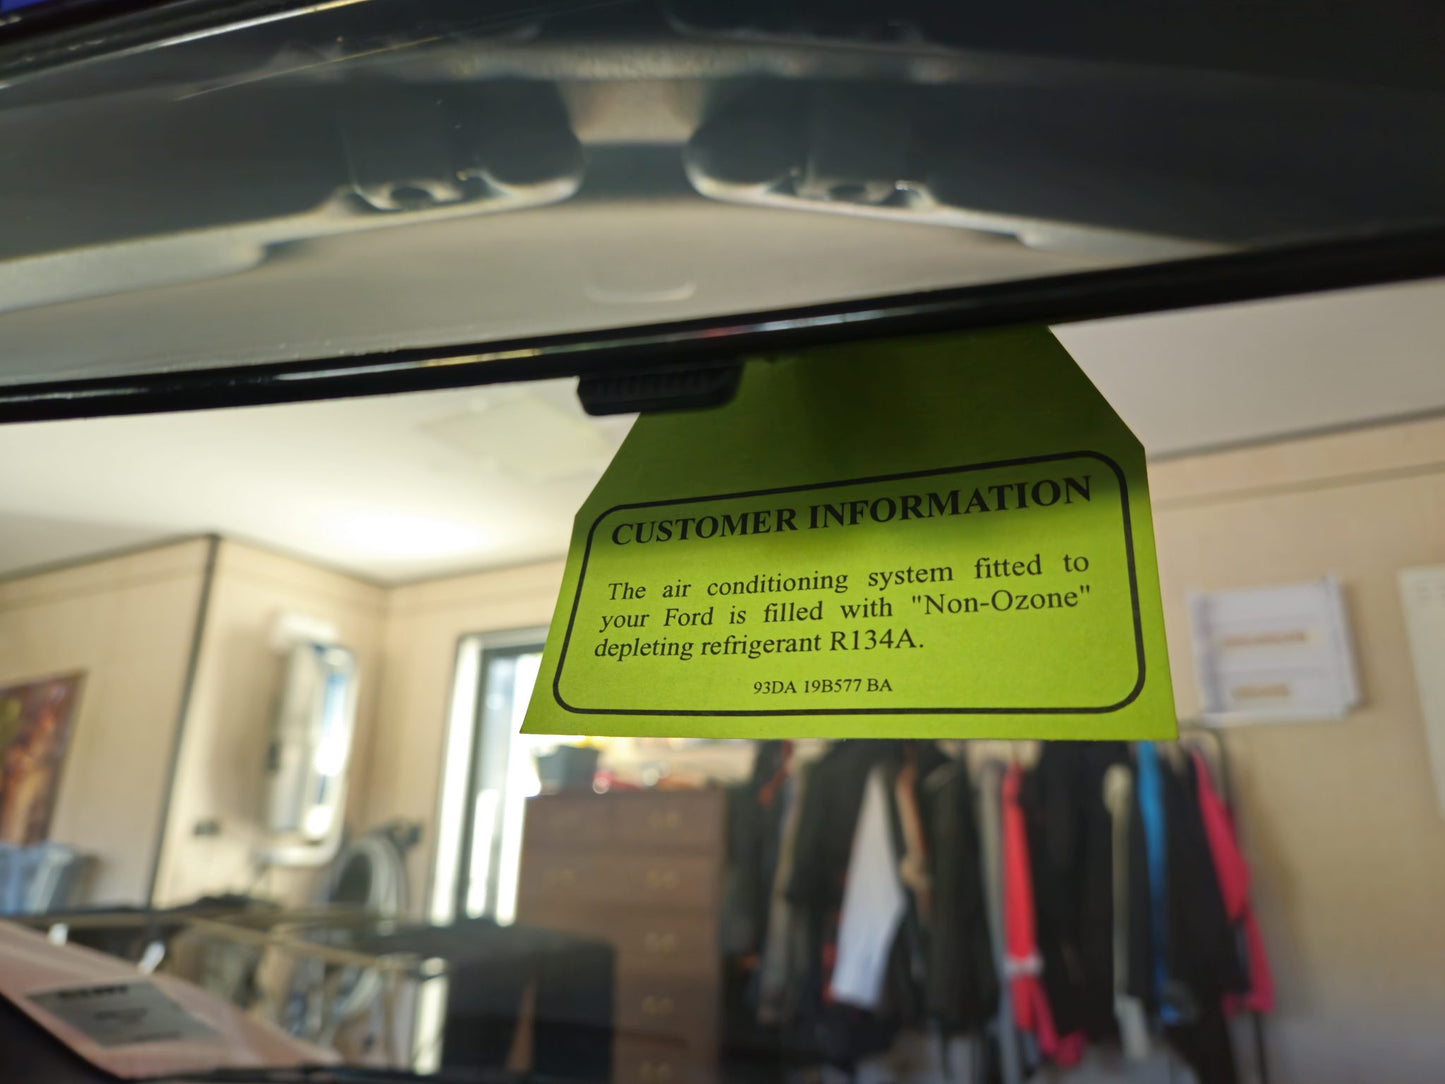 CUSTOMER INFORMATION
The air conditioning system fitted to
your Ford is filled with "Non-Ozone"
depleting refrigerant R134A.
93DA 19B577 BA